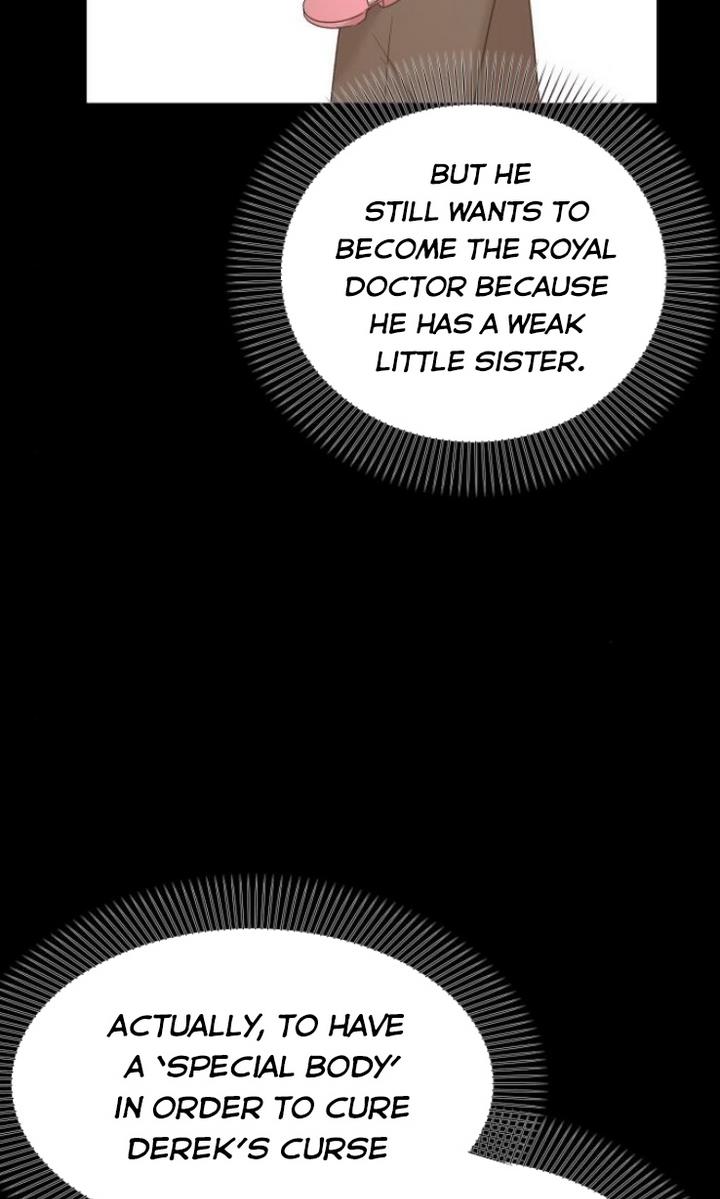 BUT HE
STILL WANTS TO
BECOME THE ROYAL
DOCTOR BECAUSE
HE HAS A WEAK
LITTLE SISTER.
ACTUALLY, TO HAVE
A 'SPECIAL BODY'
IN ORDER TO CURE
DEREK'S CURSE